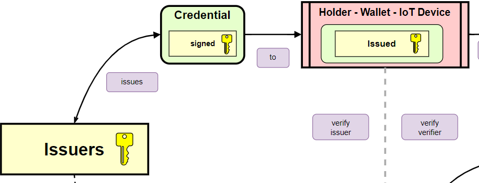 Credential
signed
Holder - Wallet - IoT Device
Issued
to
issues
verify
issuer
verify
verifier
Issuers